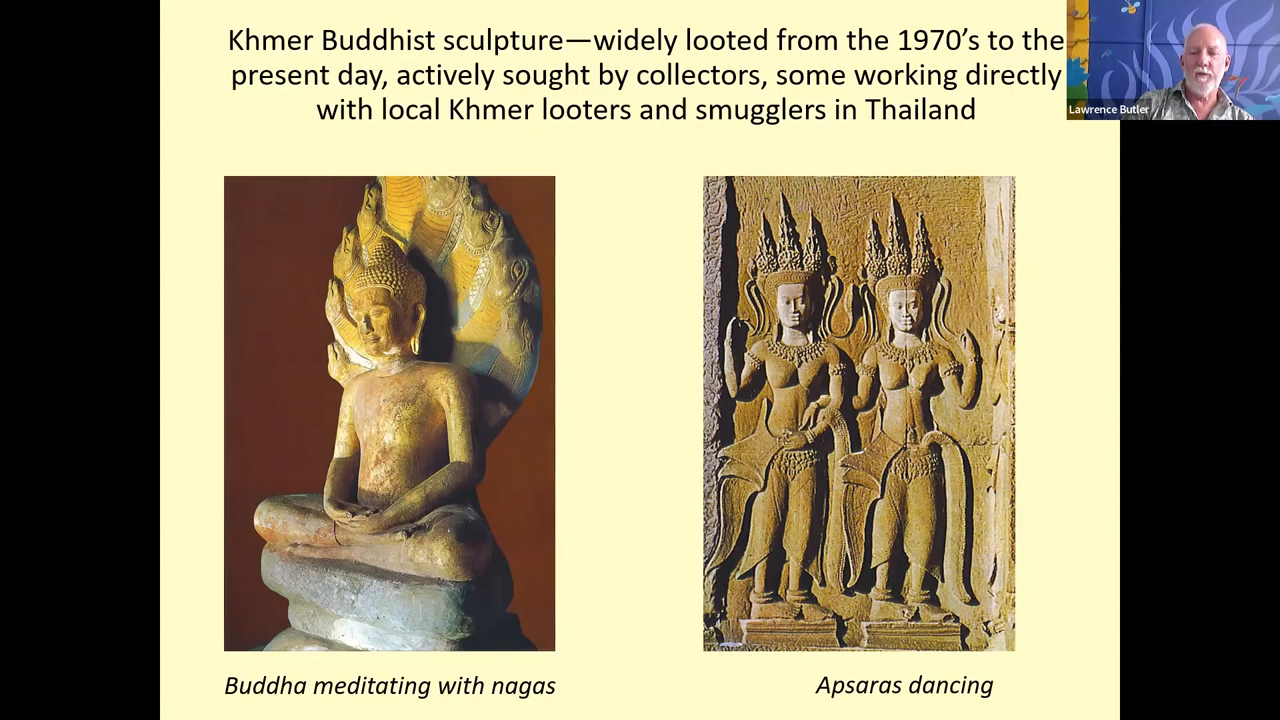 Khmer Buddhist sculpture—widely looted from the 1970’s to the
present day, actively sought by collectors, some working directly
with local Khmer looters and smugglers in Thailand
Lawrence Butler
Buddha meditating with nagas
Apsaras dancing